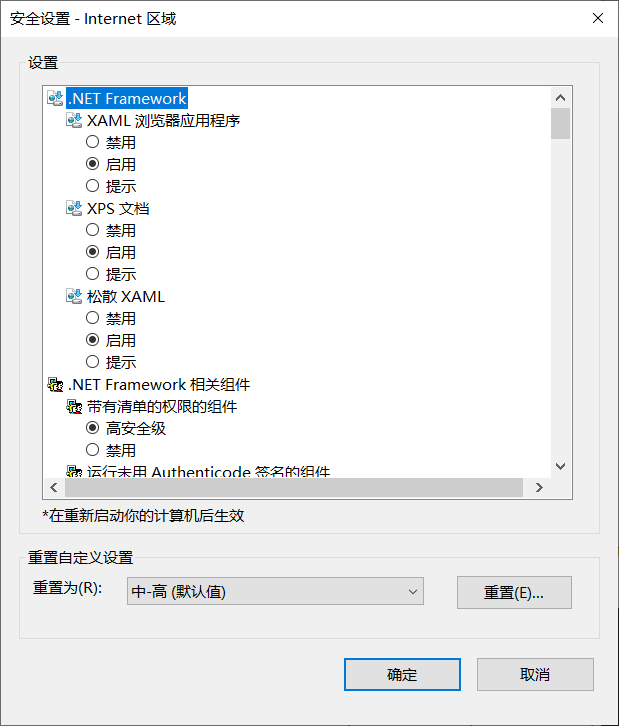 安全设置 - Internet 区域
设置
.NET Framework
XAML 浏览器应用程序
禁用
启用
提示
XPS 文档
禁用
启用
提示
松散 XAML
禁用
启用
提示
.NET Framework 相关组件
带有清单的权限的组件
高安全级
禁用
运行未用 Authenticode 签名的组件
*在重新启动你的计算机后生效
重置自定义设置
重置为(R):
中-高 (默认值)
重置(E)...
确定
取消